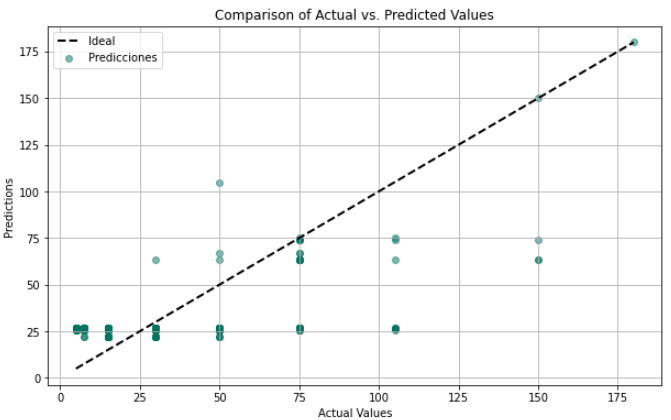 Comparison of Actual vs. Predicted Values
Ideal
Predicciones
175
150
125
100
75
50
25
0
Predictions
0 25 50 75 100 125 150 175
Actual Values